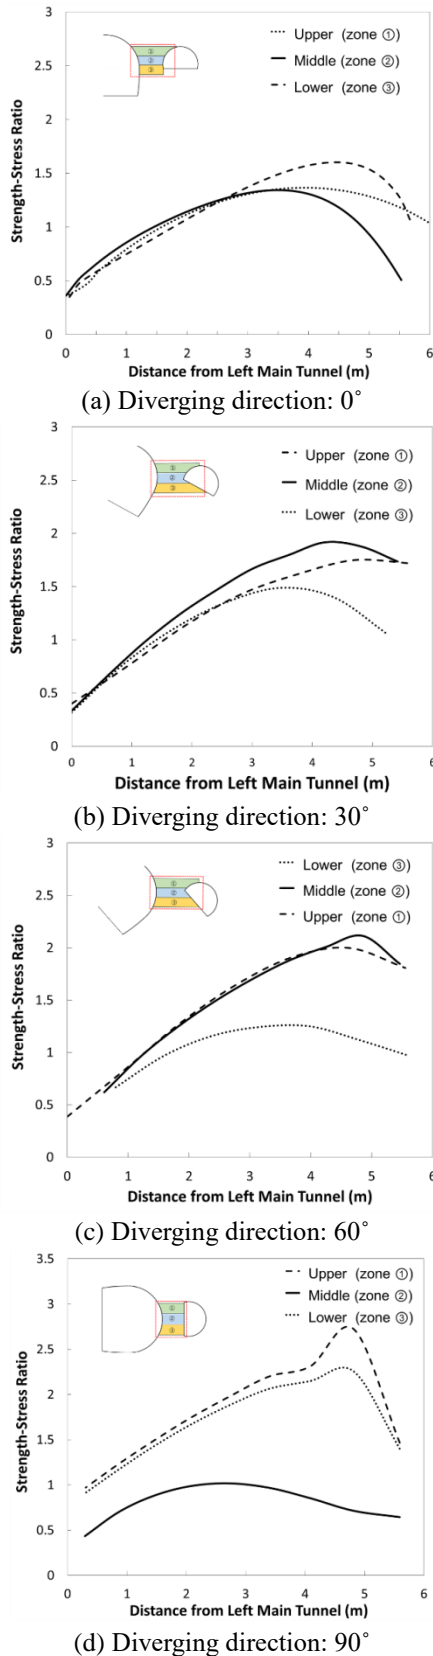 3
2.5
2
1.5
1
0.5
0
Strength-Stress Ratio
Upper (zone ①)
Middle (zone ②)
Lower (zone ③)
①
②
③
0 1 2 3 4 5 6
Distance from Left Main Tunnel (m)
(a) Diverging direction: 0˚
3
2.5
2
1.5
1
0.5
0
Strength-Stress Ratio
Upper (zone ①)
Middle (zone ②)
Lower (zone ③)
①
②
③
0 1 2 3 4 5 6
Distance from Left Main Tunnel (m)
(b) Diverging direction: 30˚
3
2.5
2
1.5
1
0.5
0
Strength-Stress Ratio
Lower (zone ③)
Middle (zone ②)
Upper (zone ①)
①
②
③
0 1 2 3 4 5 6
Distance from Left Main Tunnel (m)
(c) Diverging direction: 60˚
3.5
3
2.5
2
1.5
1
0.5
0
Strength-Stress Ratio
Upper (zone ①)
Middle (zone ②)
Lower (zone ③)
①
②
③
0 1 2 3 4 5 6
Distance from Left Main Tunnel (m)
(d) Diverging direction: 90˚